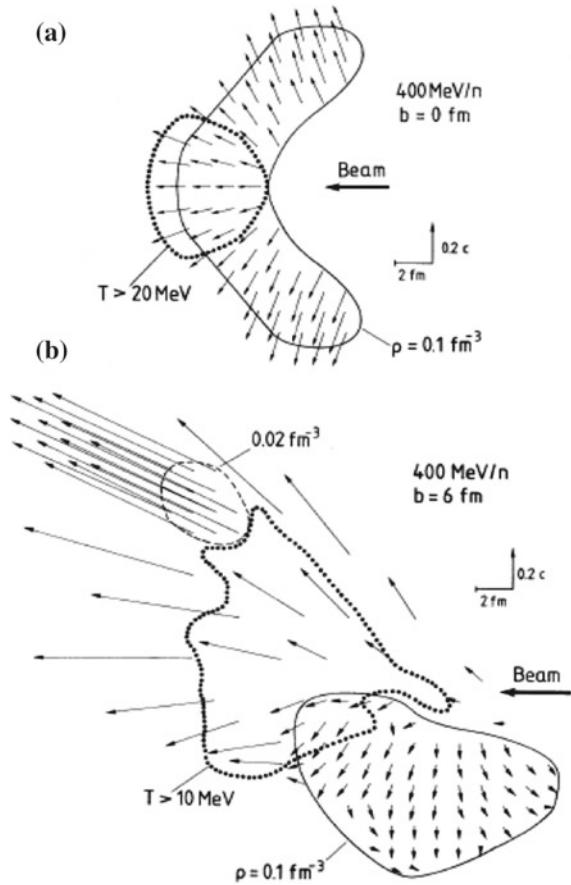 (a)
400 MeV/n
b = 0 fm
Beam
0.2 c
2 fm
T > 20 MeV
ρ = 0.1 fm⁻³
(b)
0.02 fm⁻³
400 MeV/n
b = 6 fm
0.2 c
2 fm
Beam
T > 10 MeV
ρ = 0.1 fm⁻³